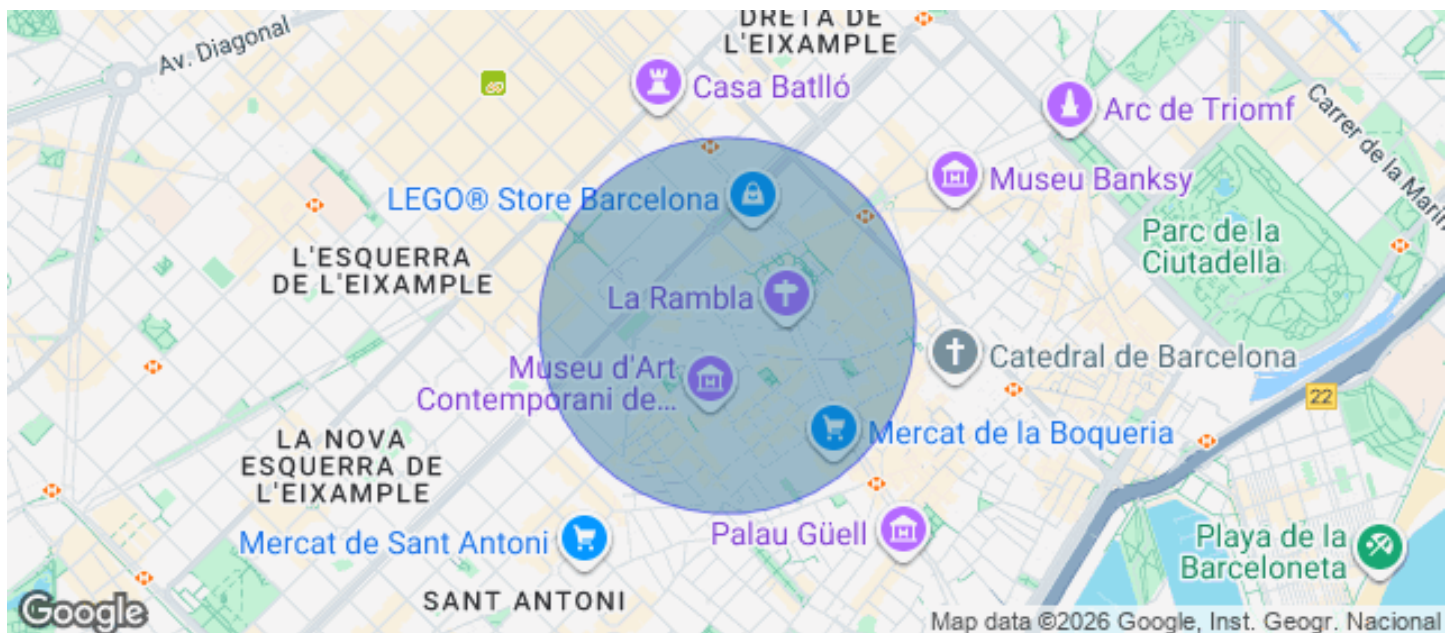 DRETA DE
L'EIXAMPLE
Av. Diagonal
Casa Batlló
Arc de Triomf
Carrer de la Marin
Museu Banksy
LEGO® Store Barcelona
L'ESQUERRA
DE L'EIXAMPLE
Parc de la
Ciutadella
La Rambla
Catedral de Barcelona
Museu d'Art
Contemporani de...
22
Mercat de la Boqueria
LA NOVA
ESQUERRA DE
L'EIXAMPLE
Mercat de Sant Antoni
Palau Güell
Playa de la
Barceloneta
SANT ANTONI
Google
Map data ©2026 Google, Inst. Geogr. Nacional